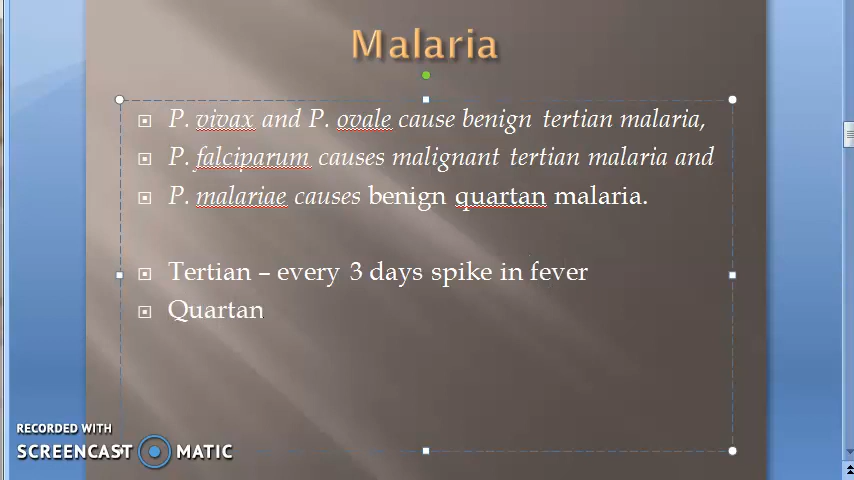 Malaria
P. vivax and P. ovale cause benign tertian malaria,
P. falciparum causes malignant tertian malaria and
P. malariae causes benign quartan malaria.
Tertian – every 3 days spike in fever
Quartan
RECORDED WITH
SCREENCAST MATIC